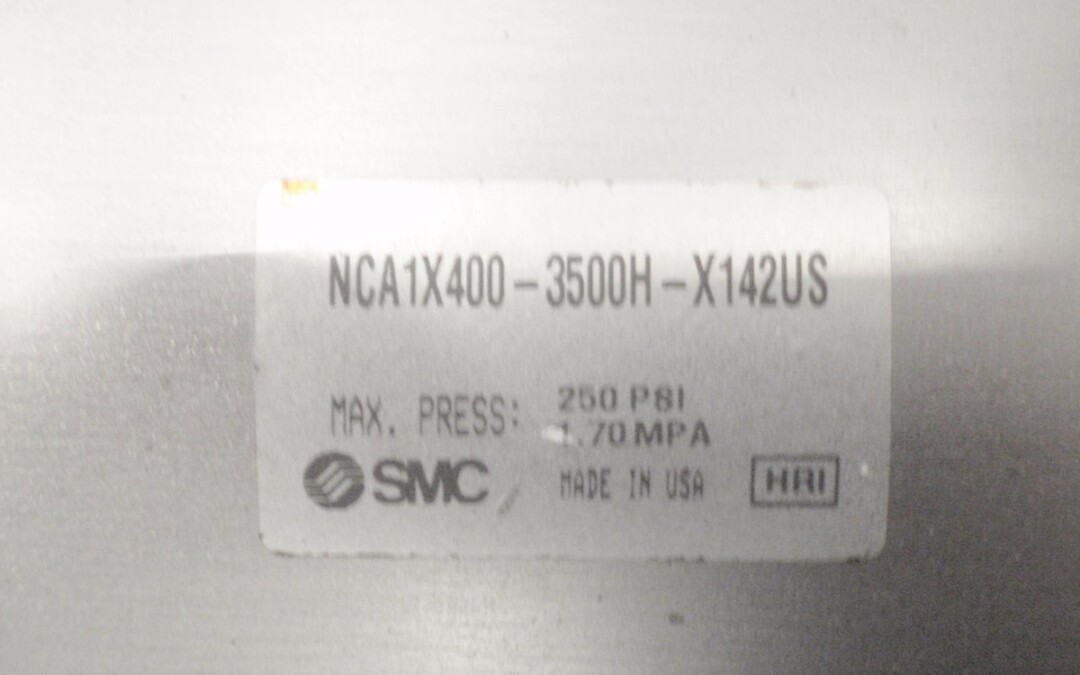 NCA1X400-3500H-X142US
MAX. PRESS: 250 PSI
1.70 MPA
SMC MADE IN USA HRI